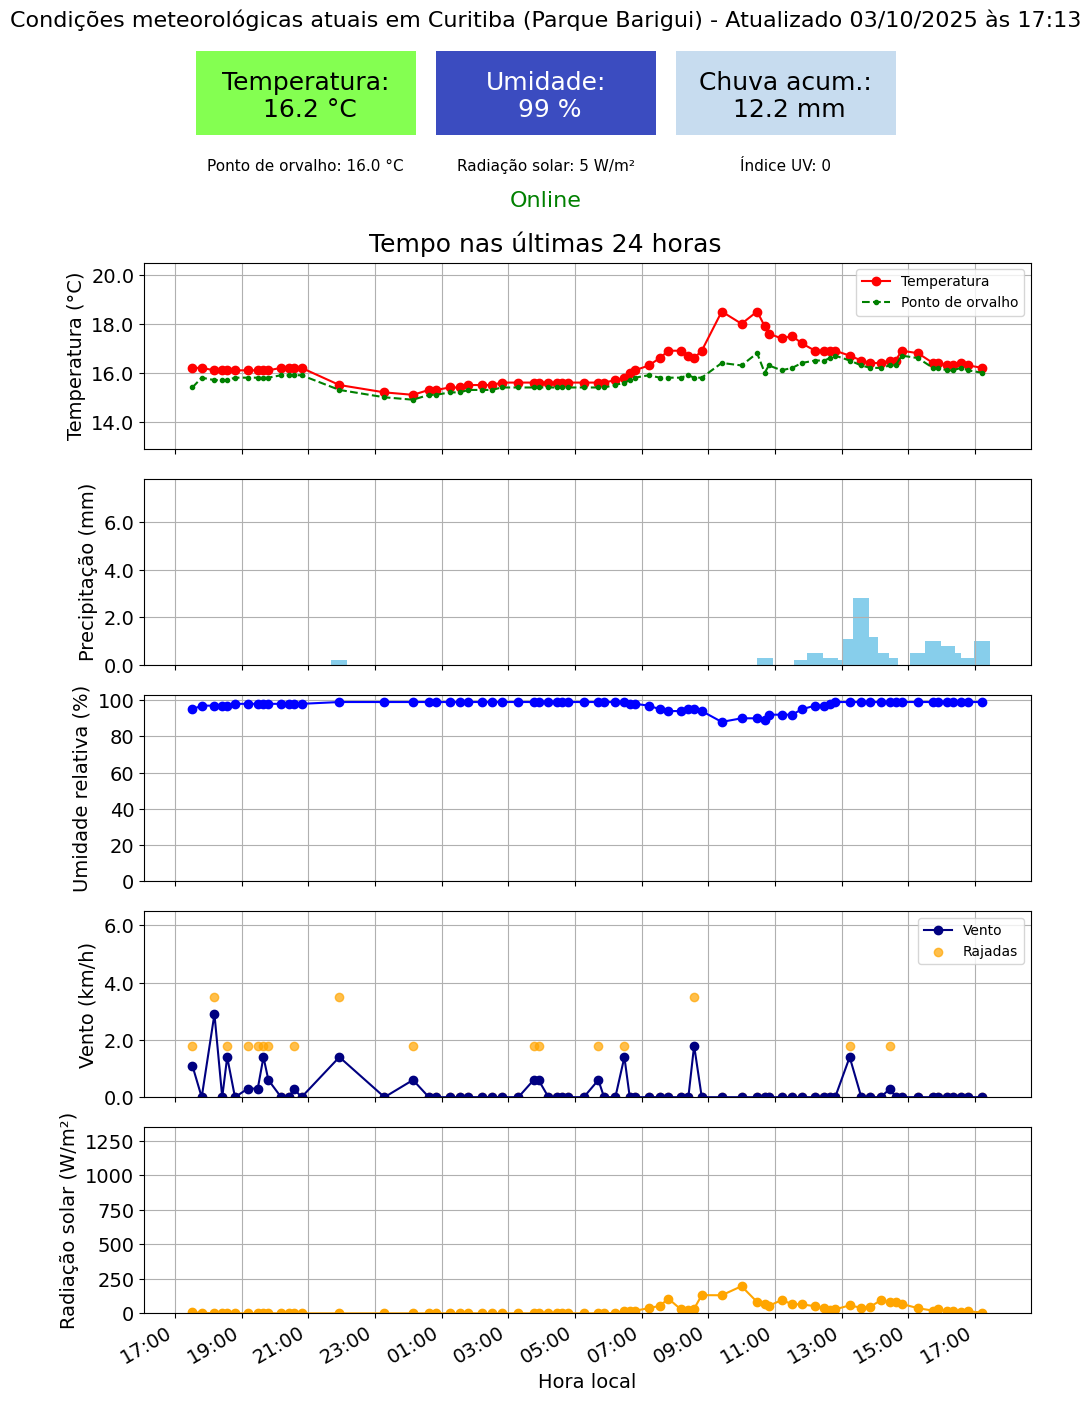 Condições meteorológicas atuais em Curitiba (Parque Barigui) - Atualizado 03/10/2025 às 17:13
Temperatura:
16.2 °C
Umidade:
99 %
Chuva acum.:
12.2 mm
Ponto de orvalho: 16.0 °C
Radiação solar: 5 W/m²
Índice UV: 0
Online
Tempo nas últimas 24 horas
Temperatura (°C)
20.0
18.0
16.0
14.0
Temperatura
Ponto de orvalho
Precipitação (mm)
6.0
4.0
2.0
0.0
Umidade relativa (%)
100
80
60
40
20
0
Vento (km/h)
6.0
4.0
2.0
0.0
Vento
Rajadas
Radiação solar (W/m²)
1250
1000
750
500
250
0
17:00
19:00
21:00
23:00
01:00
03:00
05:00
07:00
09:00
11:00
13:00
15:00
17:00
Hora local